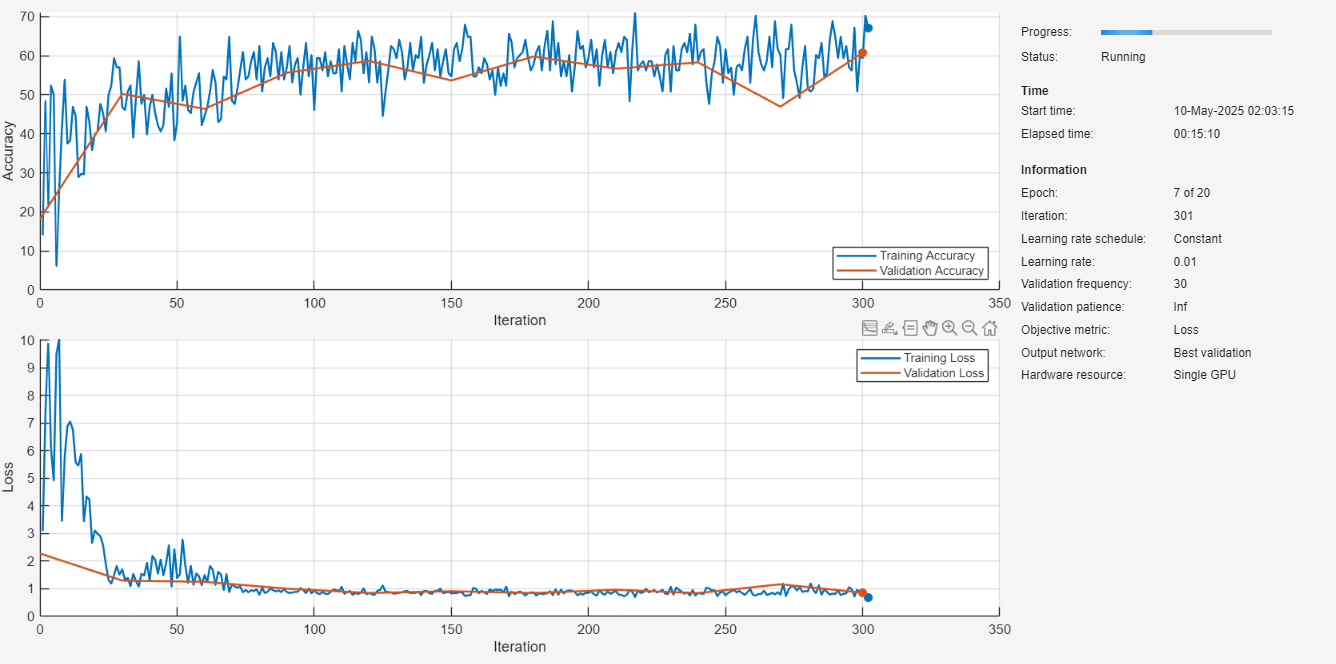 70
60
50
40
30
20
10
0
Accuracy
0 50 100 150 200 250 300 350
Iteration
Training Accuracy
Validation Accuracy
10
9
8
7
6
5
4
3
2
1
0
Loss
0 50 100 150 200 250 300 350
Iteration
Training Loss
Validation Loss
Progress:
Status: Running
Time
Start time: 10-May-2025 02:03:15
Elapsed time: 00:15:10
Information
Epoch: 7 of 20
Iteration: 301
Learning rate schedule: Constant
Learning rate: 0.01
Validation frequency: 30
Validation patience: Inf
Objective metric: Loss
Output network: Best validation
Hardware resource: Single GPU